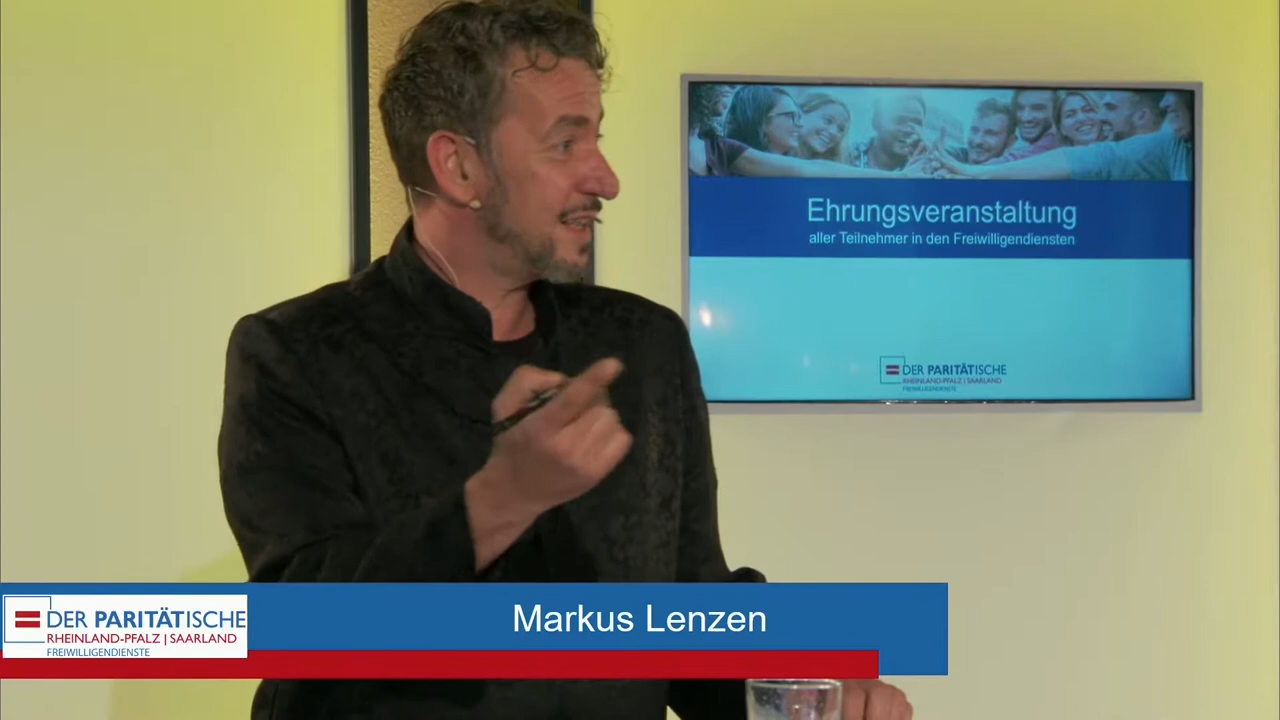 Ehrungsveranstaltung
aller Teilnehmer in den Freiwilligendiensten
DER PARITÄTISCHE
RHEINLAND-PFALZ | SAARLAND
FREIWILLIGENDIENSTE
DER PARITÄTISCHE
RHEINLAND-PFALZ | SAARLAND
FREIWILLIGENDIENSTE
Markus Lenzen